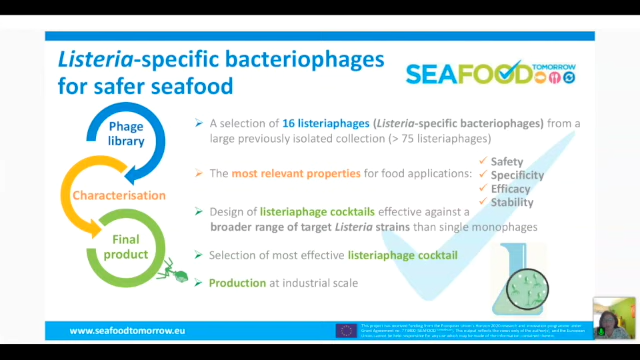 Listeria-specific bacteriophages
for safer seafood
SEAFOOD TOMORROW
Phage
library
Characterisation
Final
product
A selection of 16 listeriaphages (Listeria-specific bacteriophages) from a
large previously isolated collection (> 75 listeriaphages)
The most relevant properties for food applications:
Safety
Specificity
Efficacy
Stability
Design of listeriaphage cocktails effective against a
broader range of target Listeria strains than single monophages
Selection of most effective listeriaphage cocktail
Production at industrial scale
www.seafoodtomorrow.eu